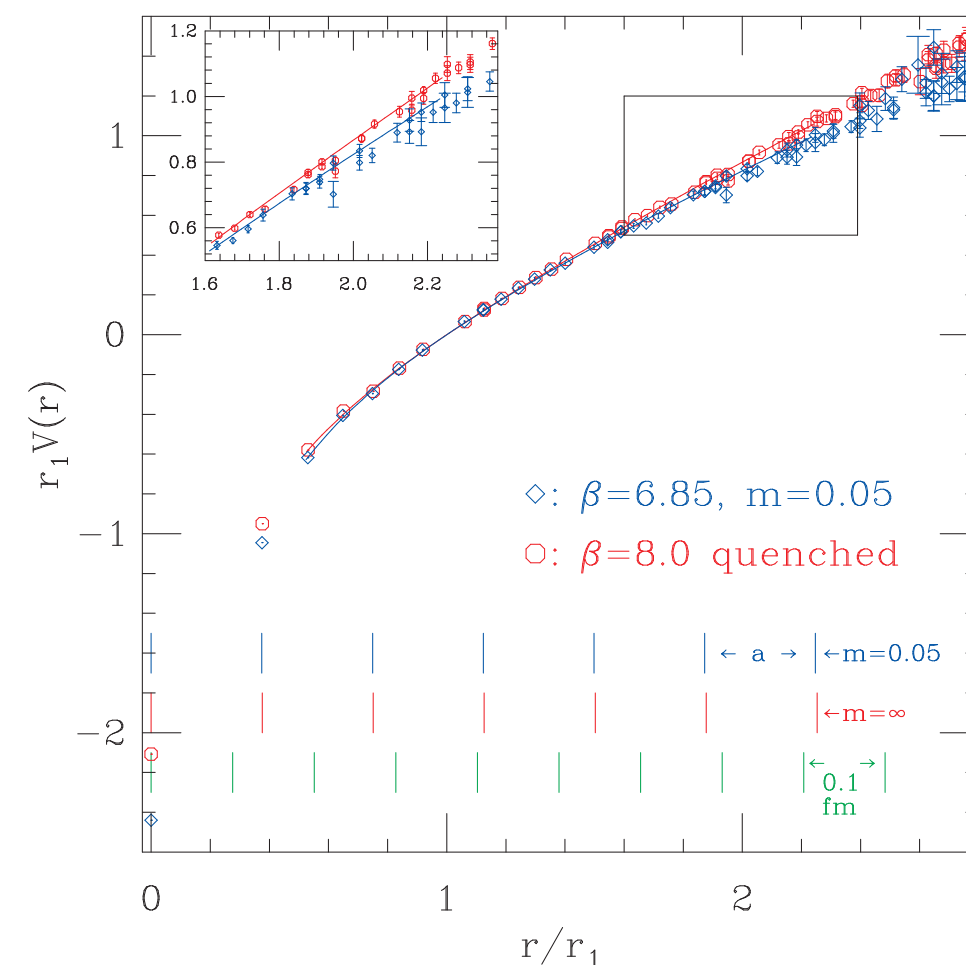 1.2
1.0
0.8
0.6
1.6 1.8 2.0 2.2
1
0
−1
−2
r₁V(r)
◇: β=6.85, m=0.05
○: β=8.0 quenched
← a → ←m=0.05
←m=∞
← →
0.1
fm
0 1 2
r/r₁